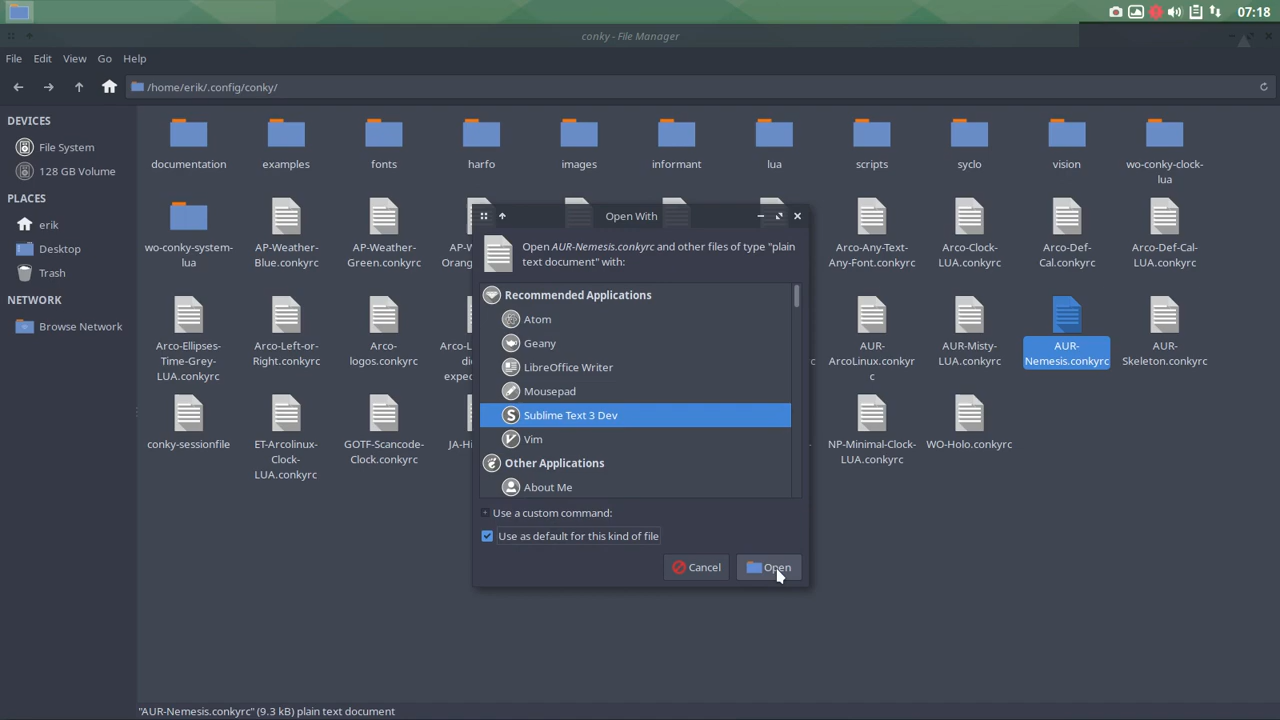 07:18
conky - File Manager
File Edit View Go Help
/home/erik/.config/conky/
DEVICES
File System
128 GB Volume
PLACES
erik
Desktop
Trash
NETWORK
Browse Network
documentation
examples
fonts
harfo
images
informant
lua
scripts
syclo
vision
wo-conky-clock-
lua
wo-conky-system-
lua
AP-Weather-
Blue.conkyrc
AP-Weather-
Green.conkyrc
AP-W
Orang
Arco-Any-Text-
Any-Font.conkyrc
Arco-Clock-
LUA.conkyrc
Arco-Def-
Cal.conkyrc
Arco-Def-Cal-
LUA.conkyrc
Arco-Ellipses-
Time-Grey-
LUA.conkyrc
Arco-Left-or-
Right.conkyrc
Arco-
logos.conkyrc
Arco-L
di
expec
c
AUR-
ArcoLinux.conkyr
c
AUR-Misty-
LUA.conkyrc
AUR-
Nemesis.conkyrc
AUR-
Skeleton.conkyrc
conky-sessionfile
ET-Arcolinux-
Clock-
LUA.conkyrc
GOTF-Scancode-
Clock.conkyrc
JA-Hi
NP-Minimal-Clock-
LUA.conkyrc
WO-Holo.conkyrc
Open With
Open AUR-Nemesis.conkyrc and other files of type "plain
text document" with:
Recommended Applications
Atom
Geany
LibreOffice Writer
Mousepad
Sublime Text 3 Dev
Vim
Other Applications
About Me
Use a custom command:
Use as default for this kind of file
Cancel
Open
"AUR-Nemesis.conkyrc" (9.3 kB) plain text document